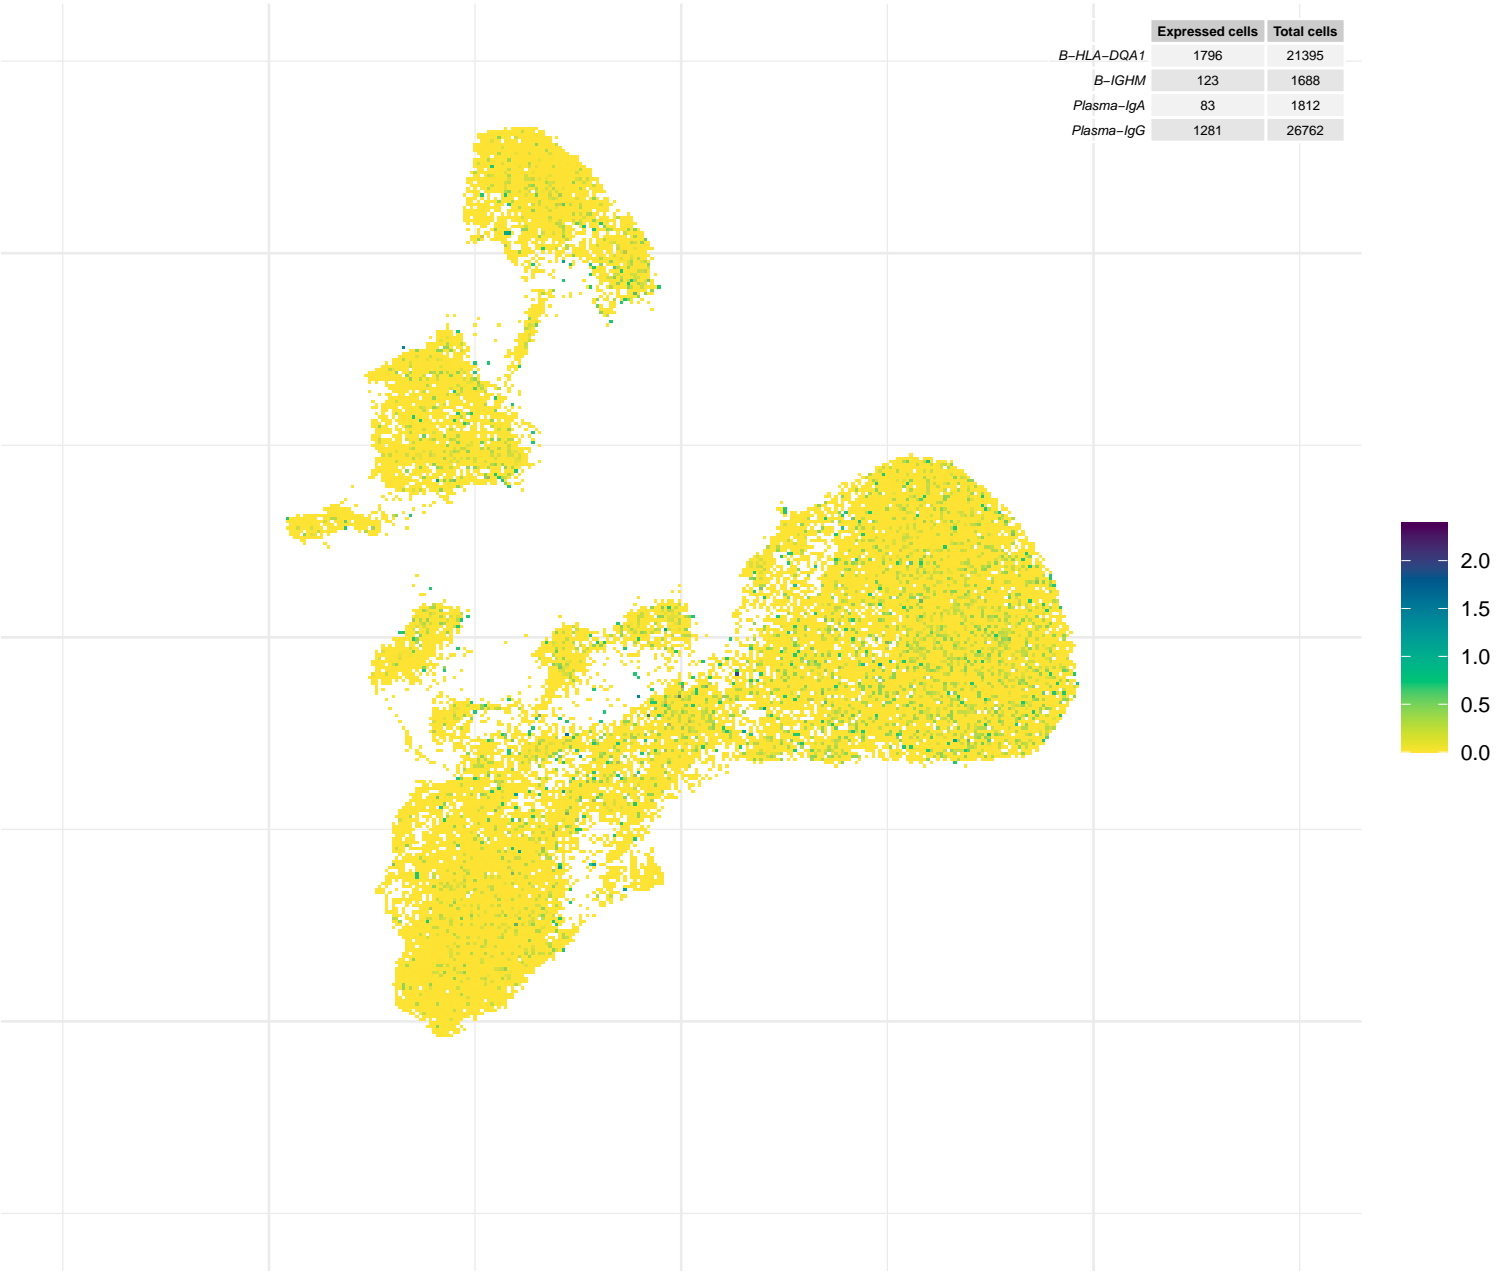 Expressed cells Total cells
B−HLA−DQA1 1796 21395
B−IGHM 123 1688
Plasma−IgA 83 1812
Plasma−IgG 1281 26762
2.0
1.5
1.0
0.5
0.0